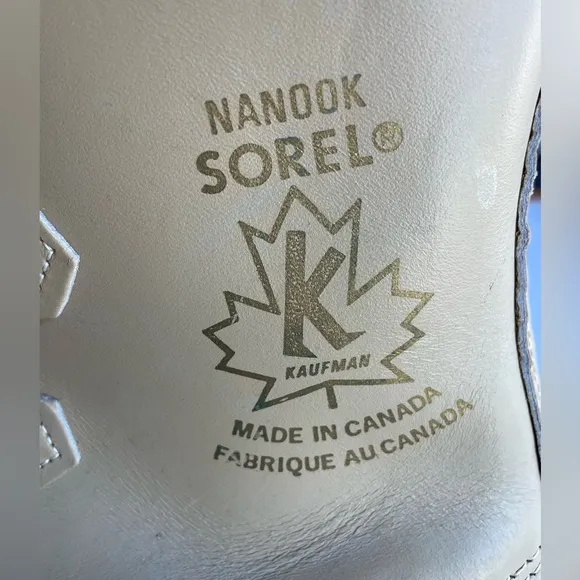 NANOOK
SOREL®
K
KAUFMAN
MADE IN CANADA
FABRIQUE AU CANADA